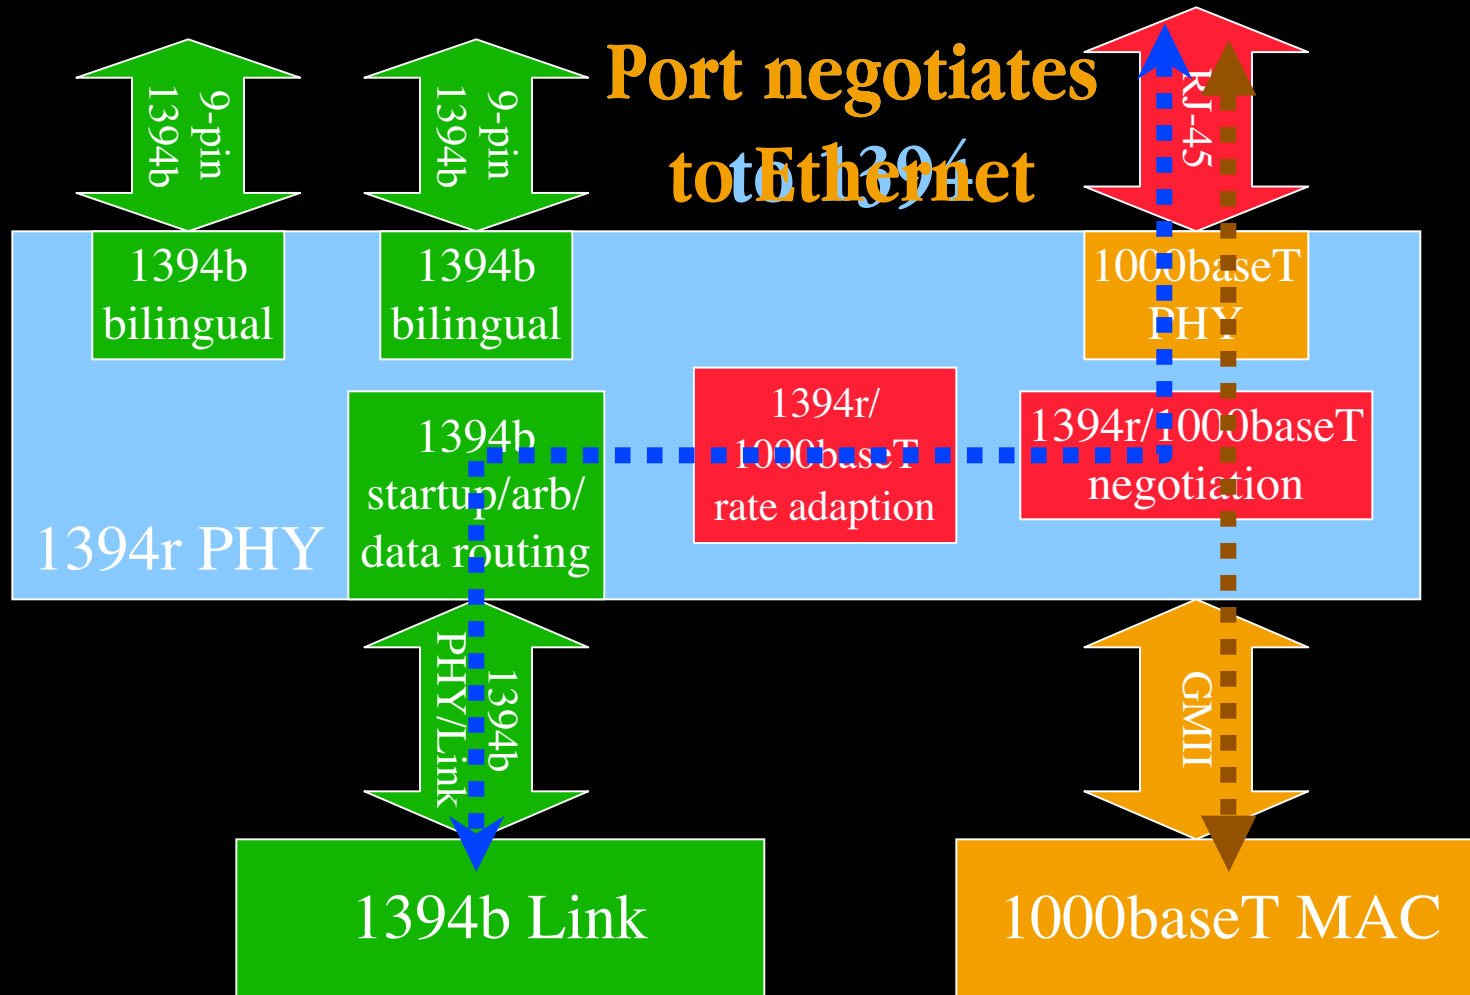 Port negotiates
to Ethernet
to 1394
9-pin
1394b
9-pin
1394b
RJ-45
1394b
bilingual
1394b
bilingual
1000baseT
PHY
1394r/
1000baseT
rate adaption
1394r/1000baseT
negotiation
1394b
startup/arb/
data routing
1394r PHY
1394b
PHY/Link
GMII
1394b Link
1000baseT MAC